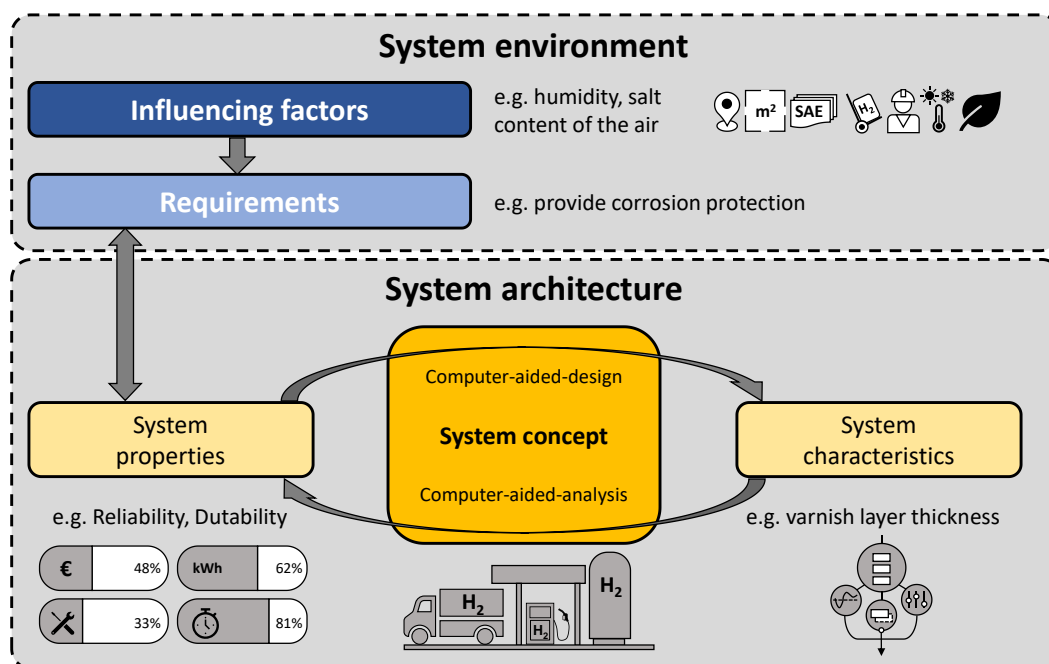 System environment
Influencing factors
e.g. humidity, salt
content of the air
m²
SAE
H₂
Requirements
e.g. provide corrosion protection
System architecture
Computer-aided-design
System
properties
System concept
System
characteristics
Computer-aided-analysis
e.g. Reliability, Dutability
e.g. varnish layer thickness
€ 48%
kWh 62%
33%
81%
H₂
H₂
H₂